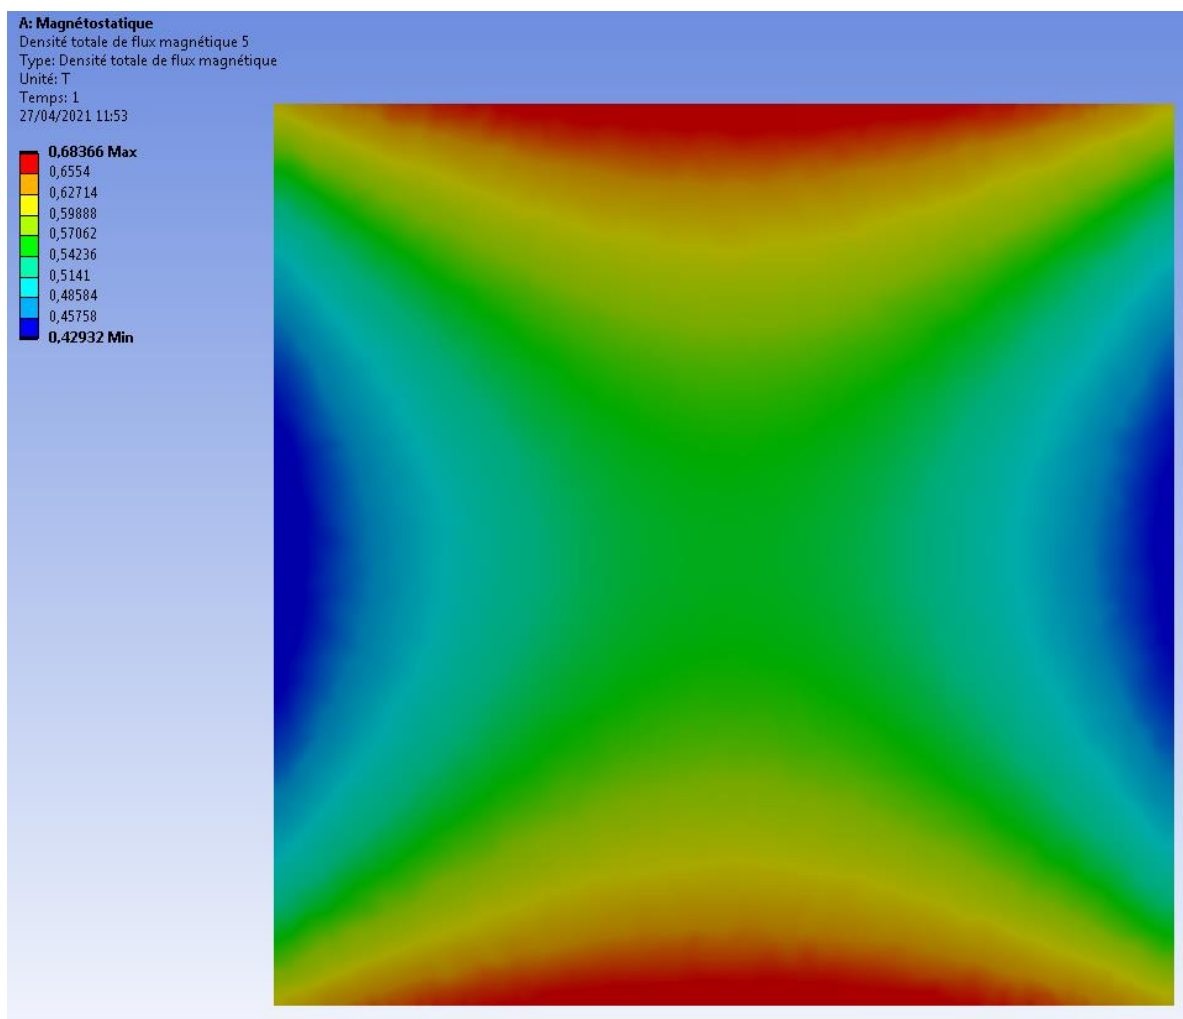 A: Magnétostatique
Densité totale de flux magnétique 5
Type: Densité totale de flux magnétique
Unité: T
Temps: 1
27/04/2021 11:53
0,68366 Max
0,6554
0,62714
0,59888
0,57062
0,54236
0,5141
0,48584
0,45758
0,42932 Min